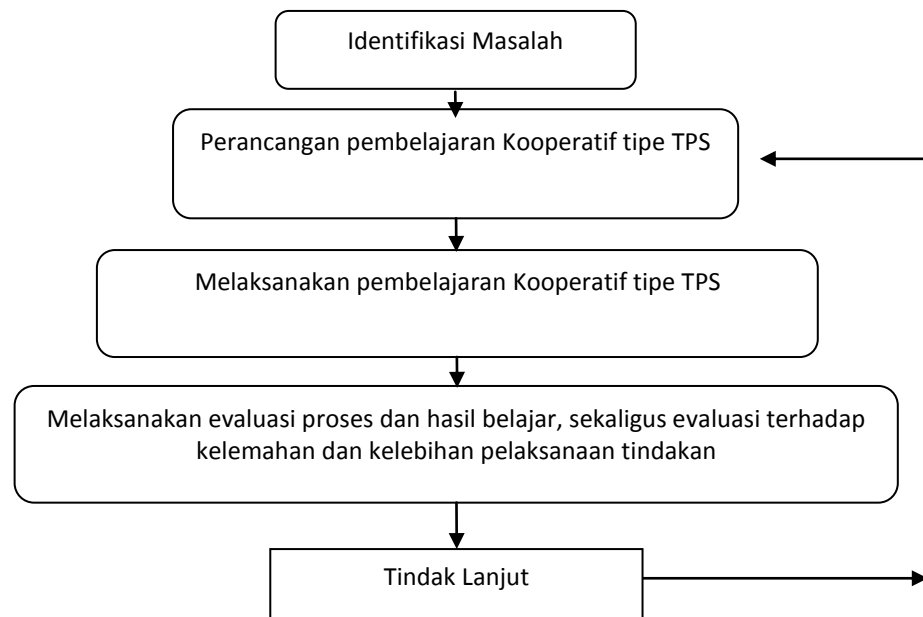 Identifikasi Masalah
Perancangan pembelajaran Kooperatif tipe TPS
Melaksanakan pembelajaran Kooperatif tipe TPS
Melaksanakan evaluasi proses dan hasil belajar, sekaligus evaluasi terhadap
kelemahan dan kelebihan pelaksanaan tindakan
Tindak Lanjut